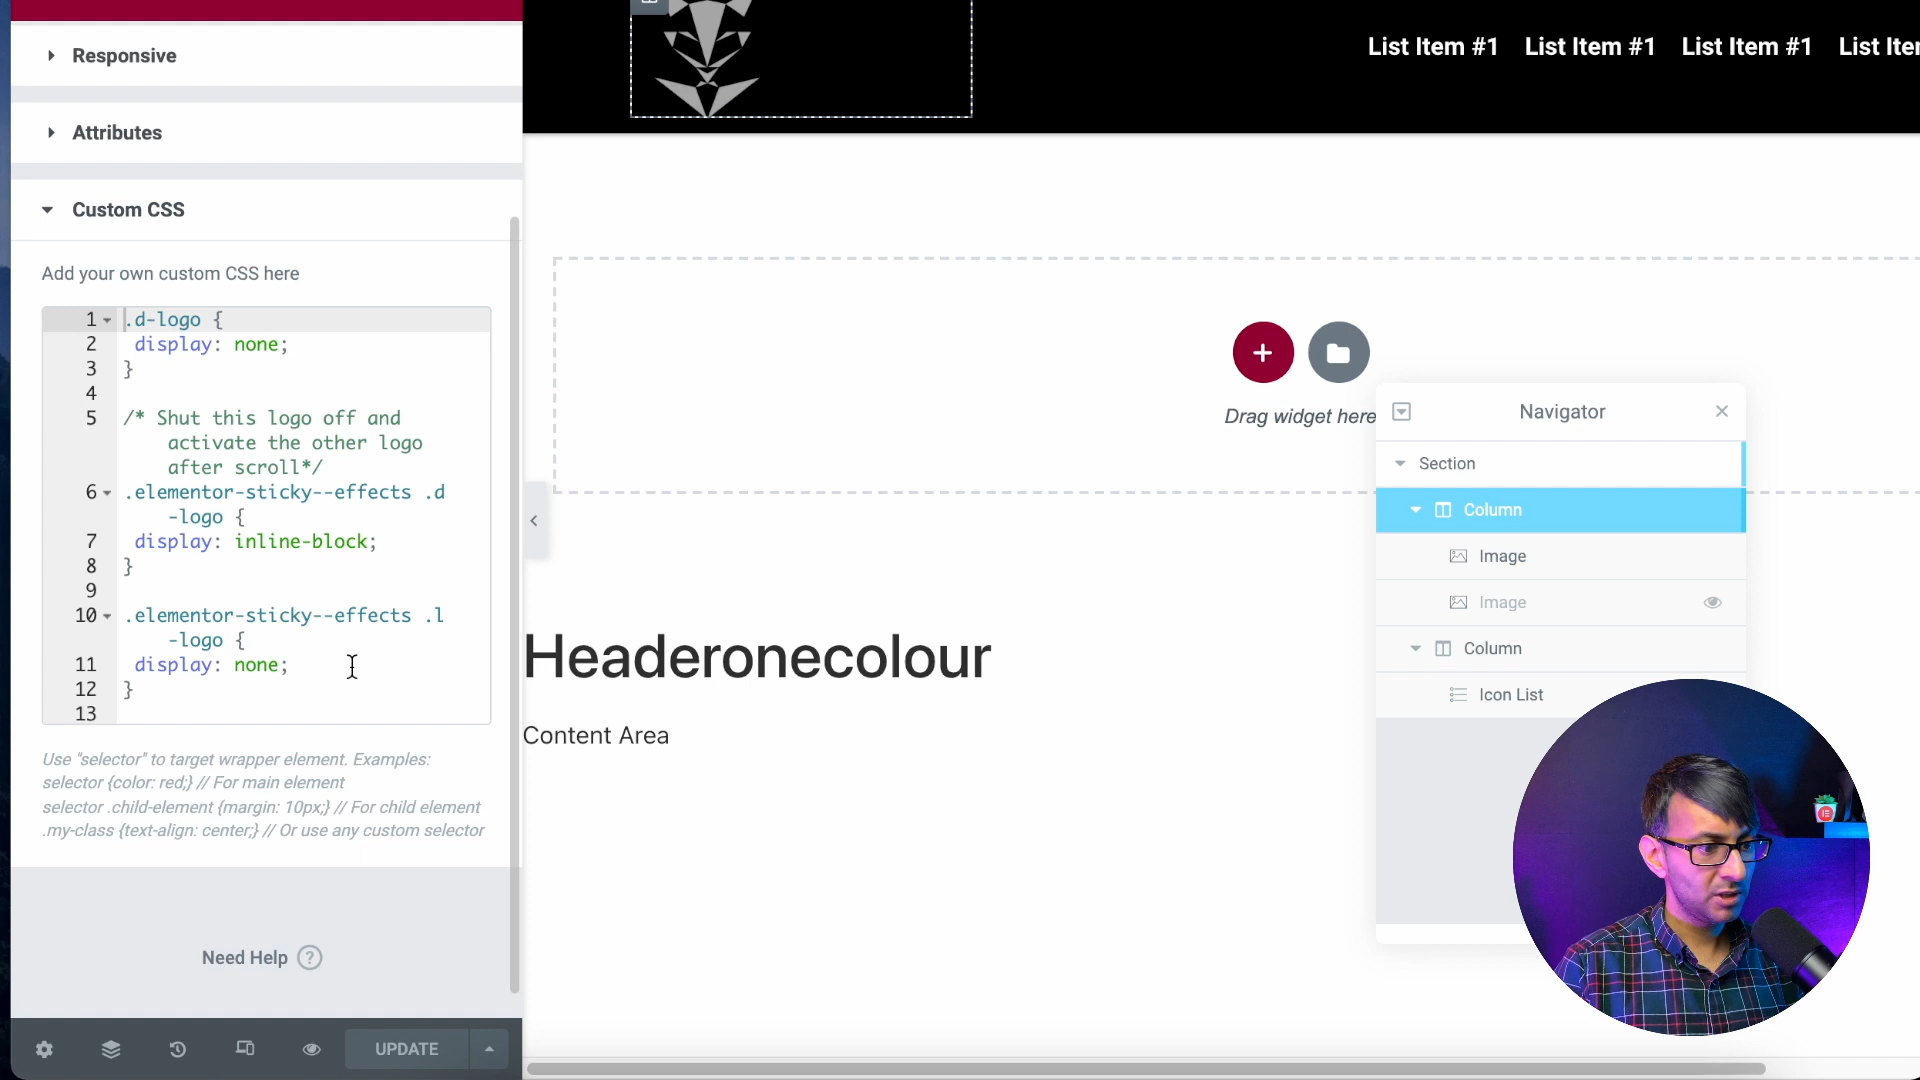 Responsive
Attributes
Custom CSS
Add your own custom CSS here
1 .d-logo {
2 display: none;
3 }
4
5 /* Shut this logo off and
activate the other logo
after scroll*/
6 .elementor-sticky--effects .d
-logo {
7 display: inline-block;
8 }
9
10 .elementor-sticky--effects .l
-logo {
11 display: none;
12 }
13
Use "selector" to target wrapper element. Examples:
selector {color: red;} // For main element
selector .child-element {margin: 10px;} // For child element
.my-class {text-align: center;} // Or use any custom selector
Need Help ?
UPDATE
List Item #1 List Item #1 List Item #1 List Iter
Drag widget here
Headeronecolour
Content Area
Navigator
Section
Column
Image
Image
Column
Icon List